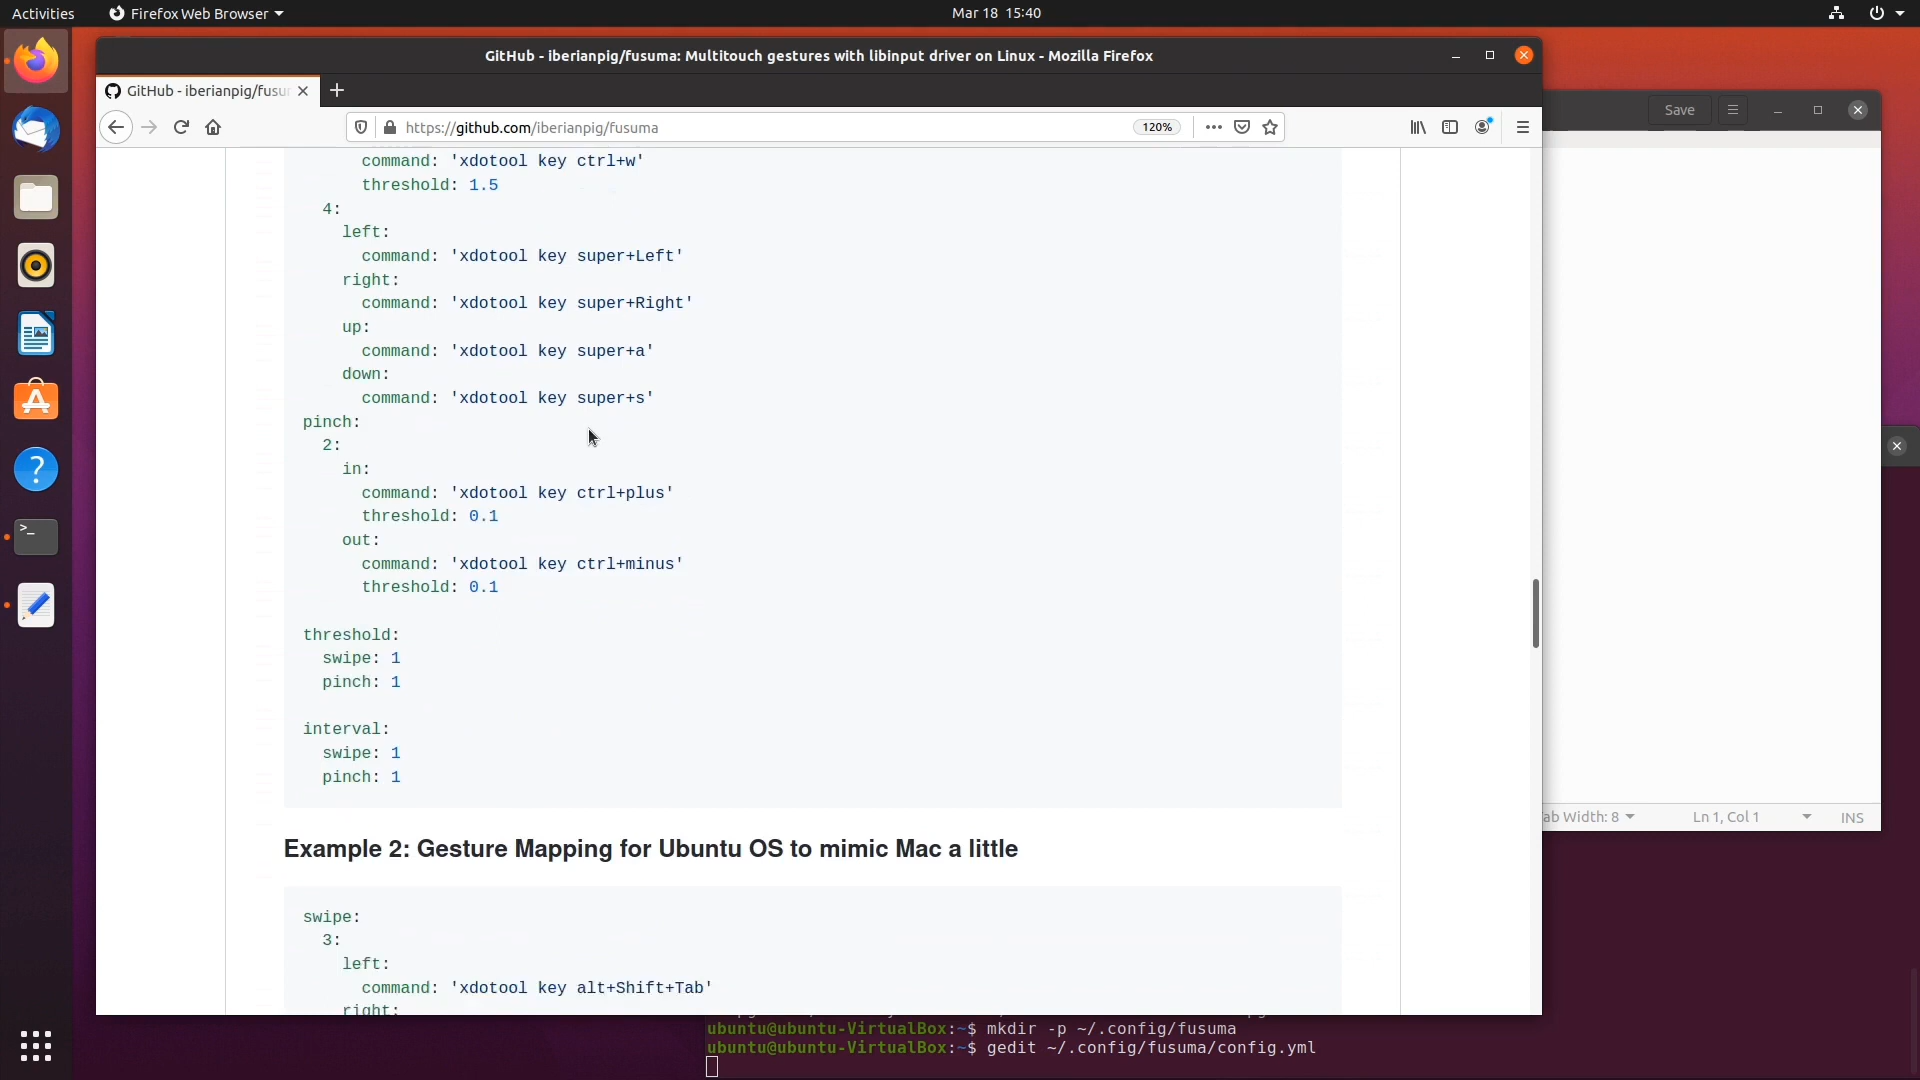 Activities
Firefox Web Browser
Mar 18 15:40
GitHub - iberianpig/fusuma: Multitouch gestures with libinput driver on Linux - Mozilla Firefox
GitHub - iberianpig/fusu
Save
https://github.com/iberianpig/fusuma
120%
command: 'xdotool key ctrl+w'
threshold: 1.5
4:
left:
command: 'xdotool key super+Left'
right:
command: 'xdotool key super+Right'
up:
command: 'xdotool key super+a'
down:
command: 'xdotool key super+s'
pinch:
2:
in:
command: 'xdotool key ctrl+plus'
threshold: 0.1
out:
command: 'xdotool key ctrl+minus'
threshold: 0.1
threshold:
swipe: 1
pinch: 1
interval:
swipe: 1
pinch: 1
ab Width: 8
Ln 1, Col 1
INS
Example 2: Gesture Mapping for Ubuntu OS to mimic Mac a little
swipe:
3:
left:
command: 'xdotool key alt+Shift+Tab'
right:
ubuntu@ubuntu-VirtualBox:~$ mkdir -p ~/.config/fusuma
ubuntu@ubuntu-VirtualBox:~$ gedit ~/.config/fusuma/config.yml